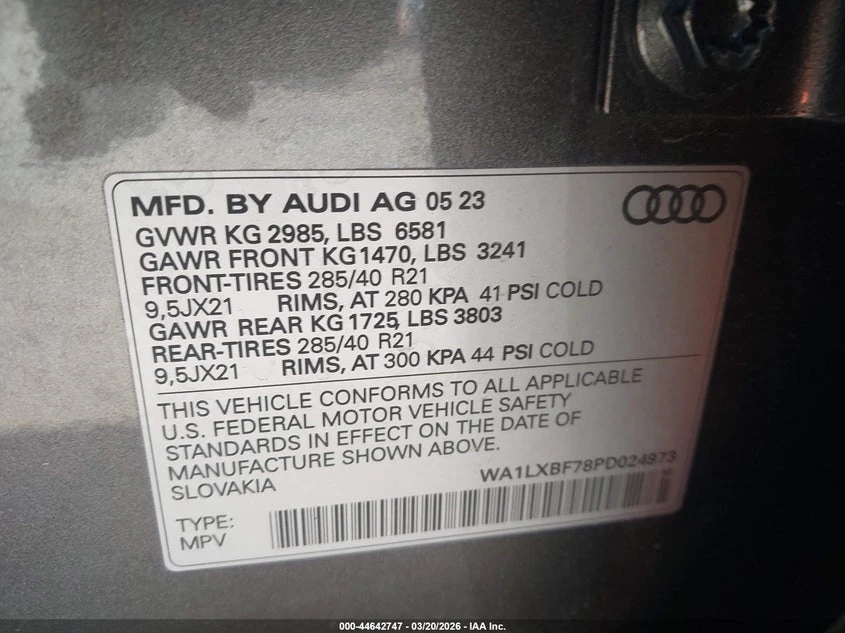 MFD. BY AUDI AG 05 23
GVWR KG 2985, LBS 6581
GAWR FRONT KG1470, LBS 3241
FRONT-TIRES 285/40 R21
9,5JX21 RIMS, AT 280 KPA 41 PSI COLD
GAWR REAR KG 1725, LBS 3803
REAR-TIRES 285/40 R21
9,5JX21 RIMS, AT 300 KPA 44 PSI COLD
THIS VEHICLE CONFORMS TO ALL APPLICABLE
U.S. FEDERAL MOTOR VEHICLE SAFETY
STANDARDS IN EFFECT ON THE DATE OF
MANUFACTURE SHOWN ABOVE.
SLOVAKIA
WA1LXBF78PD024973
TYPE:
MPV
000-44642747 - 03/20/2026 - IAA Inc.